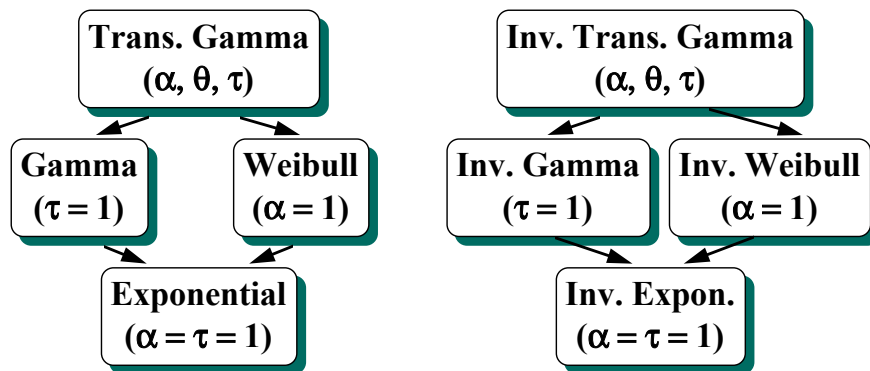 Trans. Gamma
(α, θ, τ)
Gamma
(τ = 1)
Weibull
(α = 1)
Exponential
(α = τ = 1)
Inv. Trans. Gamma
(α, θ, τ)
Inv. Gamma
(τ = 1)
Inv. Weibull
(α = 1)
Inv. Expon.
(α = τ = 1)